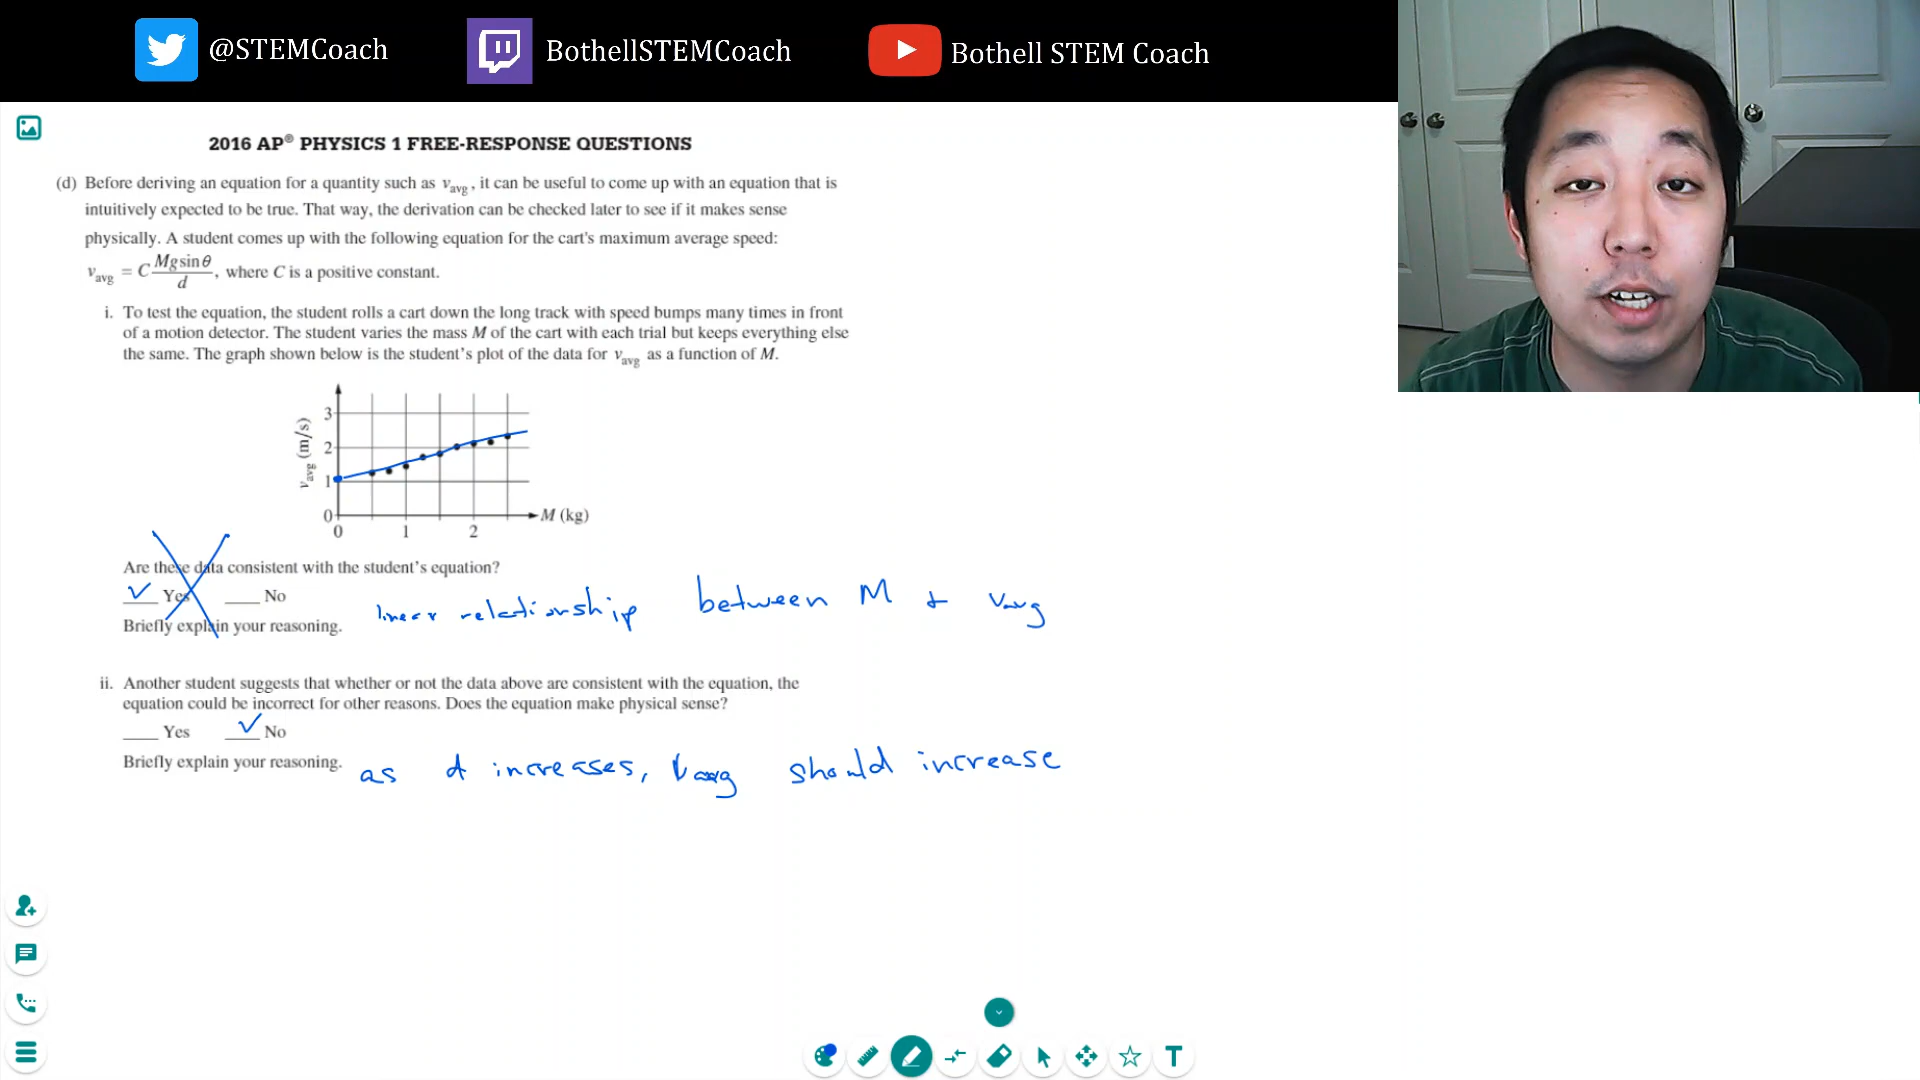 @STEMCoach BothellSTEMCoach Bothell STEM Coach
2016 AP® PHYSICS 1 FREE-RESPONSE QUESTIONS
(d) Before deriving an equation for a quantity such as v_avg, it can be useful to come up with an equation that is
intuitively expected to be true. That way, the derivation can be checked later to see if it makes sense
physically. A student comes up with the following equation for the cart's maximum average speed:
v_avg = C Mg sin θ / d, where C is a positive constant.
i. To test the equation, the student rolls a cart down the long track with speed bumps many times in front
of a motion detector. The student varies the mass M of the cart with each trial but keeps everything else
the same. The graph shown below is the student's plot of the data for v_avg as a function of M.
v_avg (m/s)
3
2
1
0
0 1 2
M (kg)
Are these data consistent with the student's equation?
✓ Yes ___ No
Briefly explain your reasoning. linear relationship between M + vavg
ii. Another student suggests that whether or not the data above are consistent with the equation, the
equation could be incorrect for other reasons. Does the equation make physical sense?
___ Yes ✓ No
Briefly explain your reasoning. as d increases, vavg should increase
T